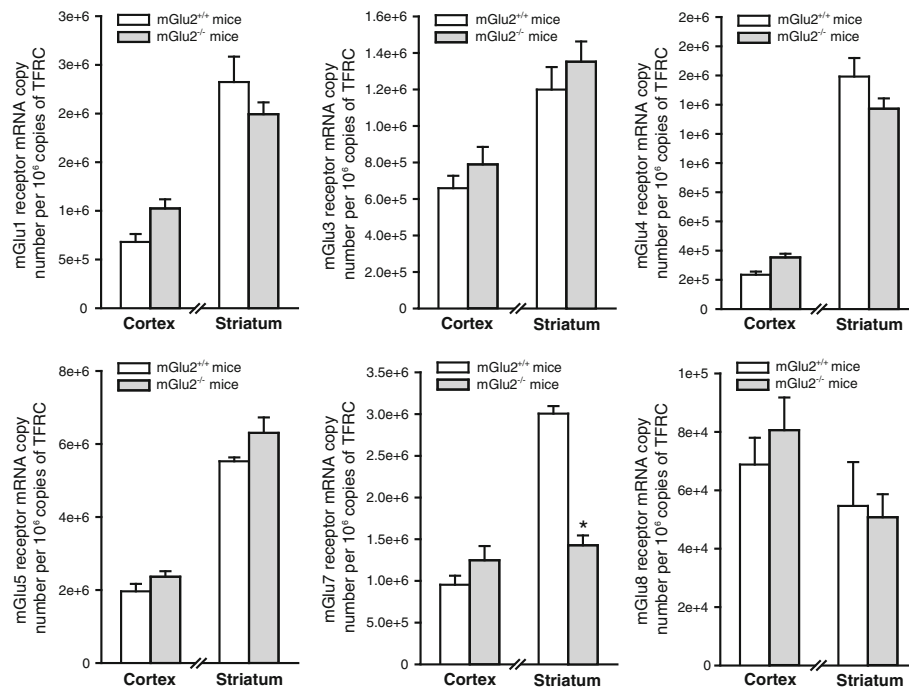 mGlu1 receptor mRNA copy
number per 10⁶ copies of TFRC
3e+6
3e+6
2e+6
2e+6
1e+6
5e+5
0
mGlu2⁺/⁺ mice
mGlu2⁻/⁻ mice
Cortex
Striatum
mGlu3 receptor mRNA copy
number per 10⁶ copies of TFRC
1.6e+6
1.4e+6
1.2e+6
1.0e+6
8.0e+5
6.0e+5
4.0e+5
2.0e+5
0
mGlu2⁺/⁺ mice
mGlu2⁻/⁻ mice
Cortex
Striatum
mGlu4 receptor mRNA copy
number per 10⁶ copies of TFRC
2e+6
2e+6
2e+6
1e+6
1e+6
1e+6
8e+5
6e+5
4e+5
2e+5
0
mGlu2⁺/⁺ mice
mGlu2⁻/⁻ mice
Cortex
Striatum
mGlu5 receptor mRNA copy
number per 10⁶ copies of TFRC
8e+6
6e+6
4e+6
2e+6
0
mGlu2⁺/⁺ mice
mGlu2⁻/⁻ mice
Cortex
Striatum
mGlu7 receptor mRNA copy
number per 10⁶ copies of TFRC
3.5e+6
3.0e+6
2.5e+6
2.0e+6
1.5e+6
1.0e+6
5.0e+5
0
mGlu2⁺/⁺ mice
mGlu2⁻/⁻ mice
*
Cortex
Striatum
mGlu8 receptor mRNA copy
number per 10⁶ copies of TFRC
1e+5
8e+4
6e+4
4e+4
2e+4
0
mGlu2⁺/⁺ mice
mGlu2⁻/⁻ mice
Cortex
Striatum